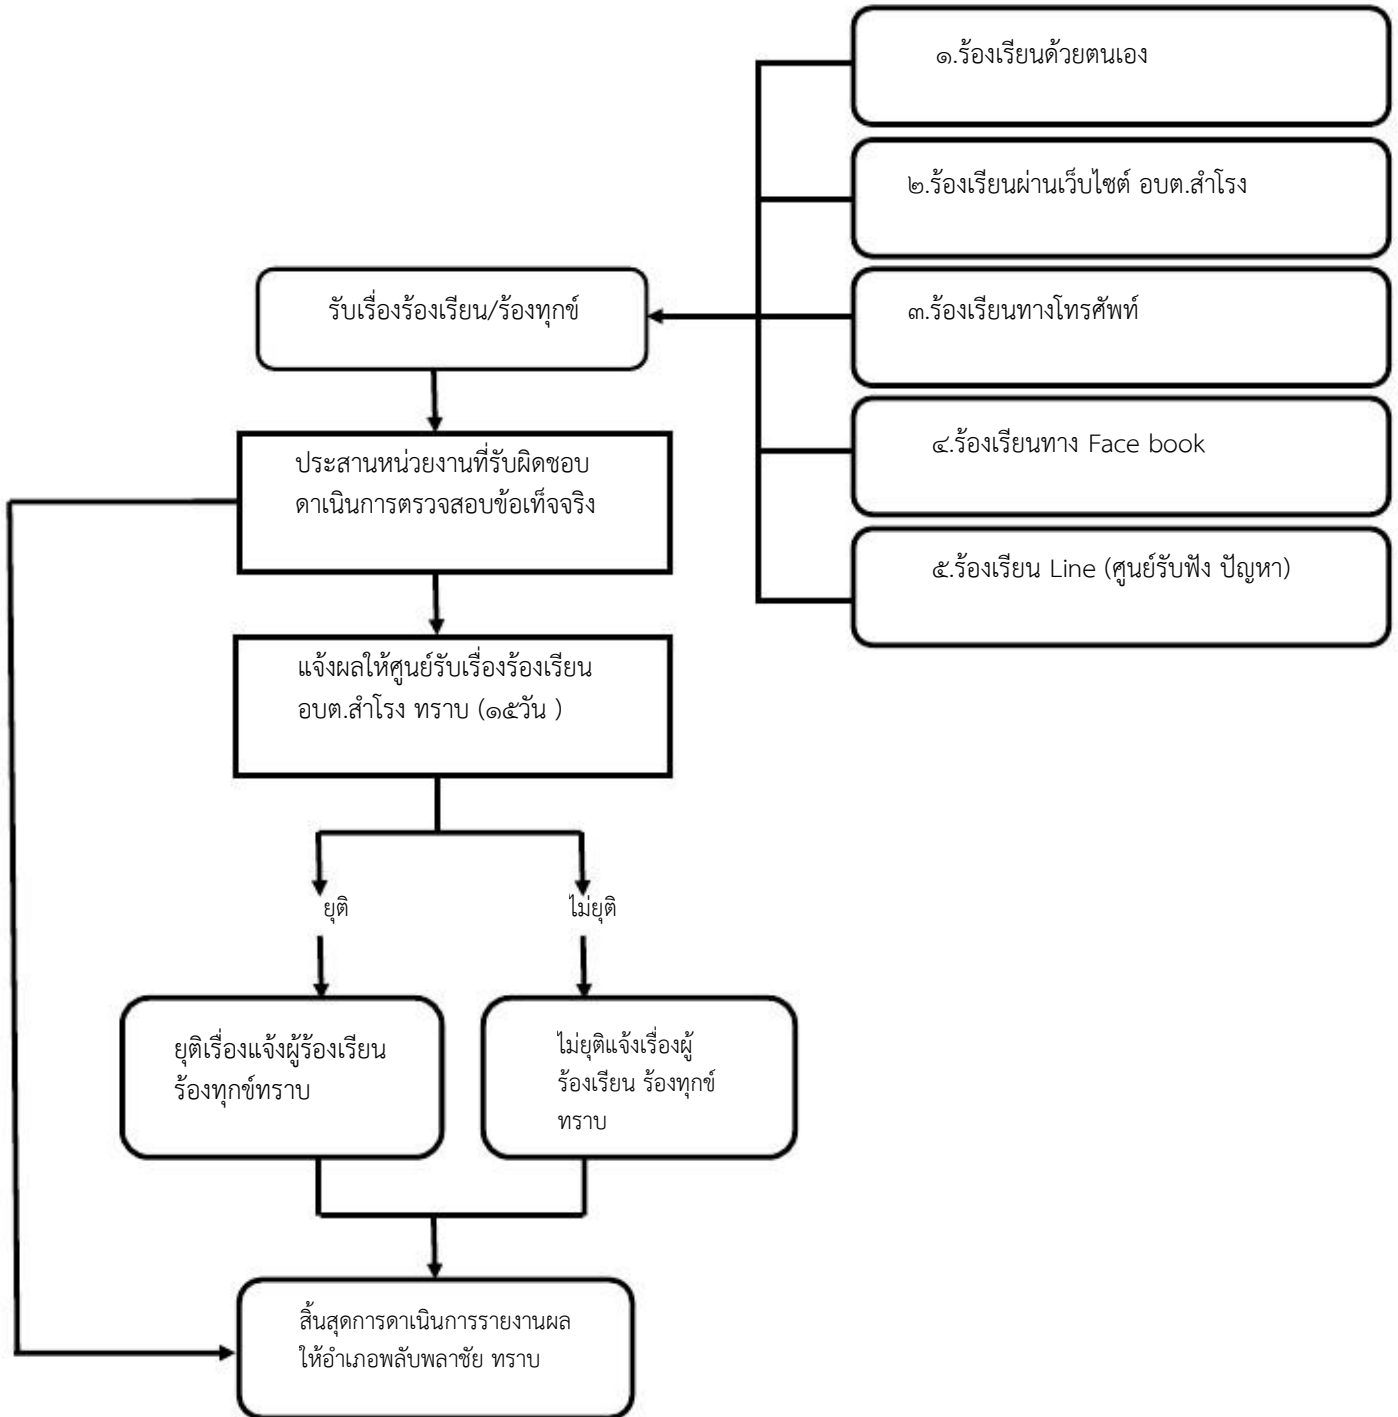 ๑.ร้องเรียนด้วยตนเอง
๒.ร้องเรียนผ่านเว็บไซต์ อบต.สำโรง
รับเรื่องร้องเรียน/ร้องทุกข์
๓.ร้องเรียนทางโทรศัพท์
๔.ร้องเรียนทาง Face book
ประสานหน่วยงานที่รับผิดชอบ
ดาเนินการตรวจสอบข้อเท็จจริง
๕.ร้องเรียน Line (ศูนย์รับฟัง ปัญหา)
แจ้งผลให้ศูนย์รับเรื่องร้องเรียน
อบต.สำโรง ทราบ (๑๕วัน )
ยุติ
ไม่ยุติ
ยุติเรื่องแจ้งผู้ร้องเรียน
ร้องทุกข์ทราบ
ไม่ยุติแจ้งเรื่องผู้
ร้องเรียน ร้องทุกข์
ทราบ
สิ้นสุดการดาเนินการรายงานผล
ให้อำเภอพลับพลาชัย ทราบ